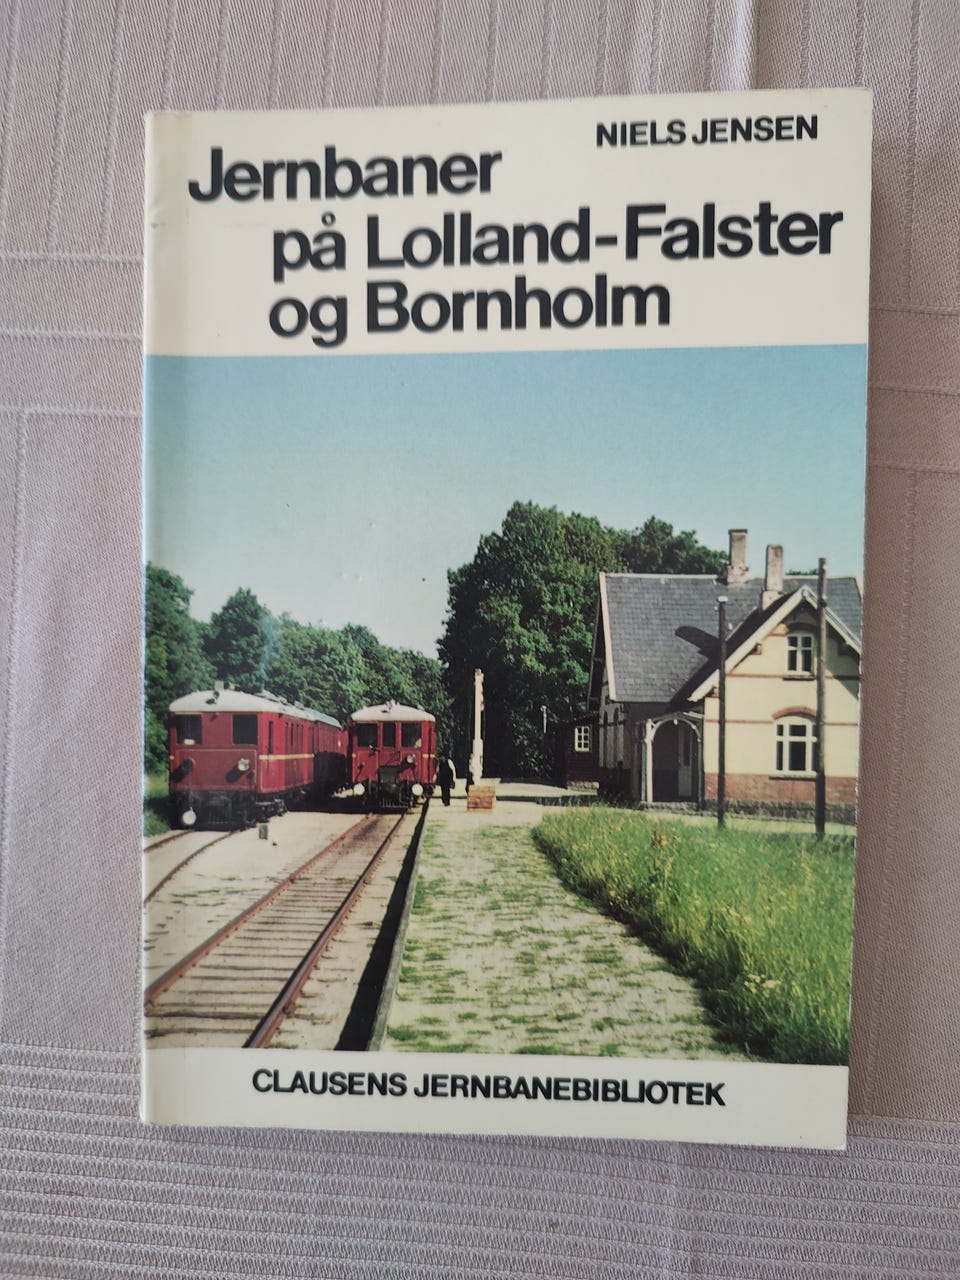 NIELS JENSEN
Jernbaner
på Lolland-Falster
og Bornholm
CLAUSENS JERNBANEBIBLIOTEK